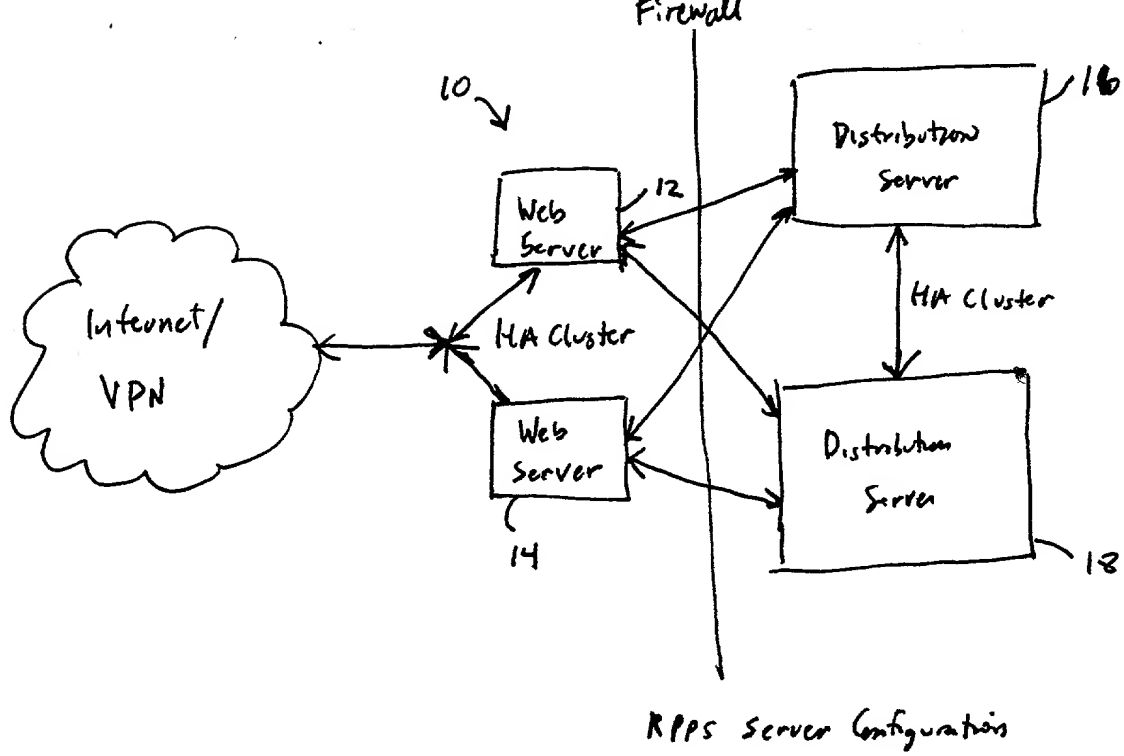 Firewall
10
16
Distribution
Server
12
Web
Server
Internet/
VPN
HA Cluster
HA Cluster
Web
Server
Distribution
Server
14
18
RPPS Server Configuration